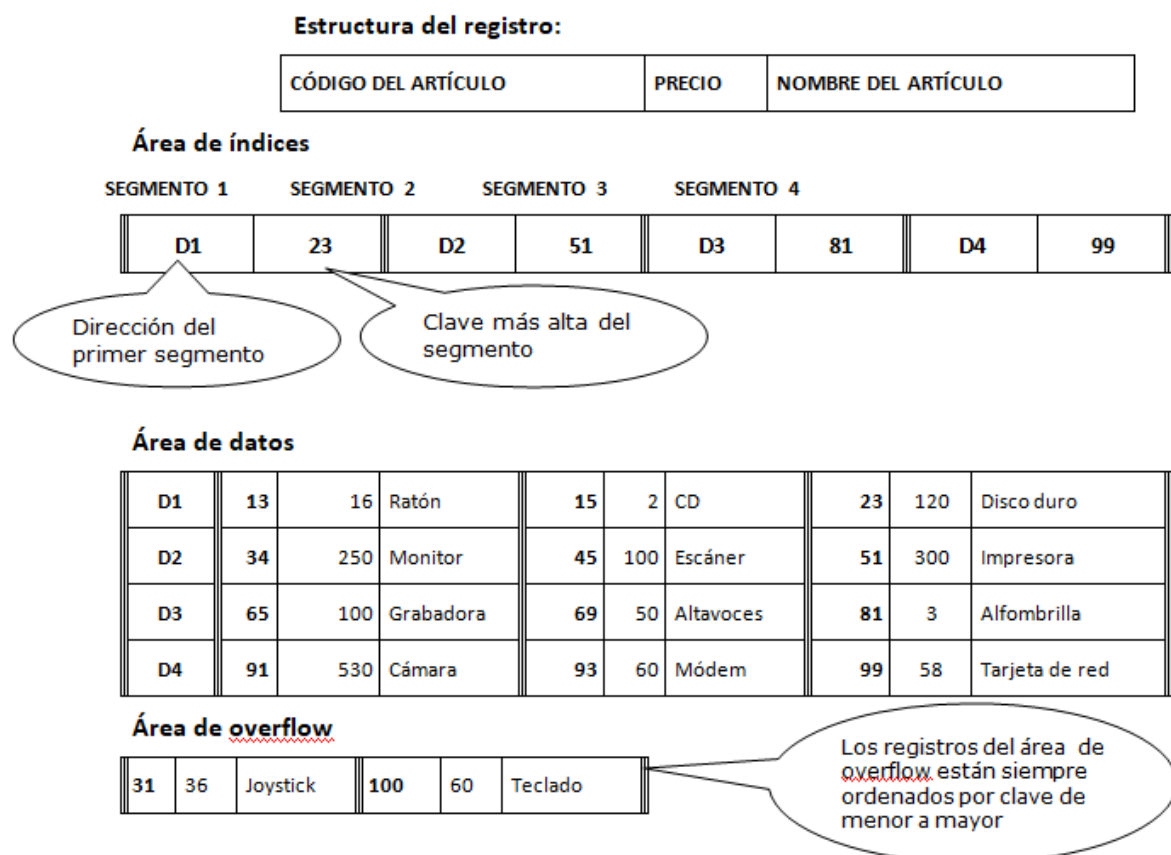 Estructura del registro:
CÓDIGO DEL ARTÍCULO PRECIO NOMBRE DEL ARTÍCULO
Área de índices
SEGMENTO 1 SEGMENTO 2 SEGMENTO 3 SEGMENTO 4
D1 23 D2 51 D3 81 D4 99
Dirección del
primer segmento
Clave más alta del
segmento
Área de datos
D1 13 16 Ratón 15 2 CD 23 120 Disco duro
D2 34 250 Monitor 45 100 Escáner 51 300 Impresora
D3 65 100 Grabadora 69 50 Altavoces 81 3 Alfombrilla
D4 91 530 Cámara 93 60 Módem 99 58 Tarjeta de red
Área de overflow
31 36 Joystick 100 60 Teclado
Los registros del área de
overflow están siempre
ordenados por clave de
menor a mayor